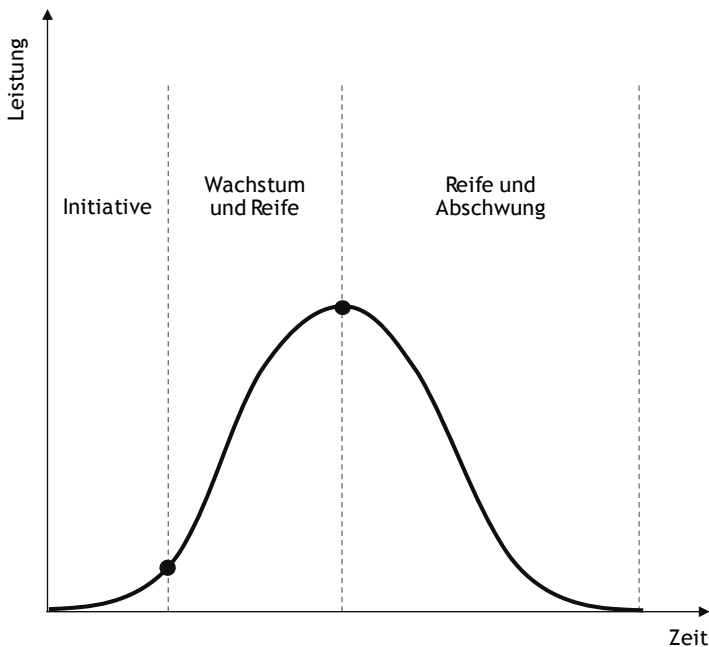 Leistung
Initiative
Wachstum
und Reife
Reife und
Abschwung
Zeit